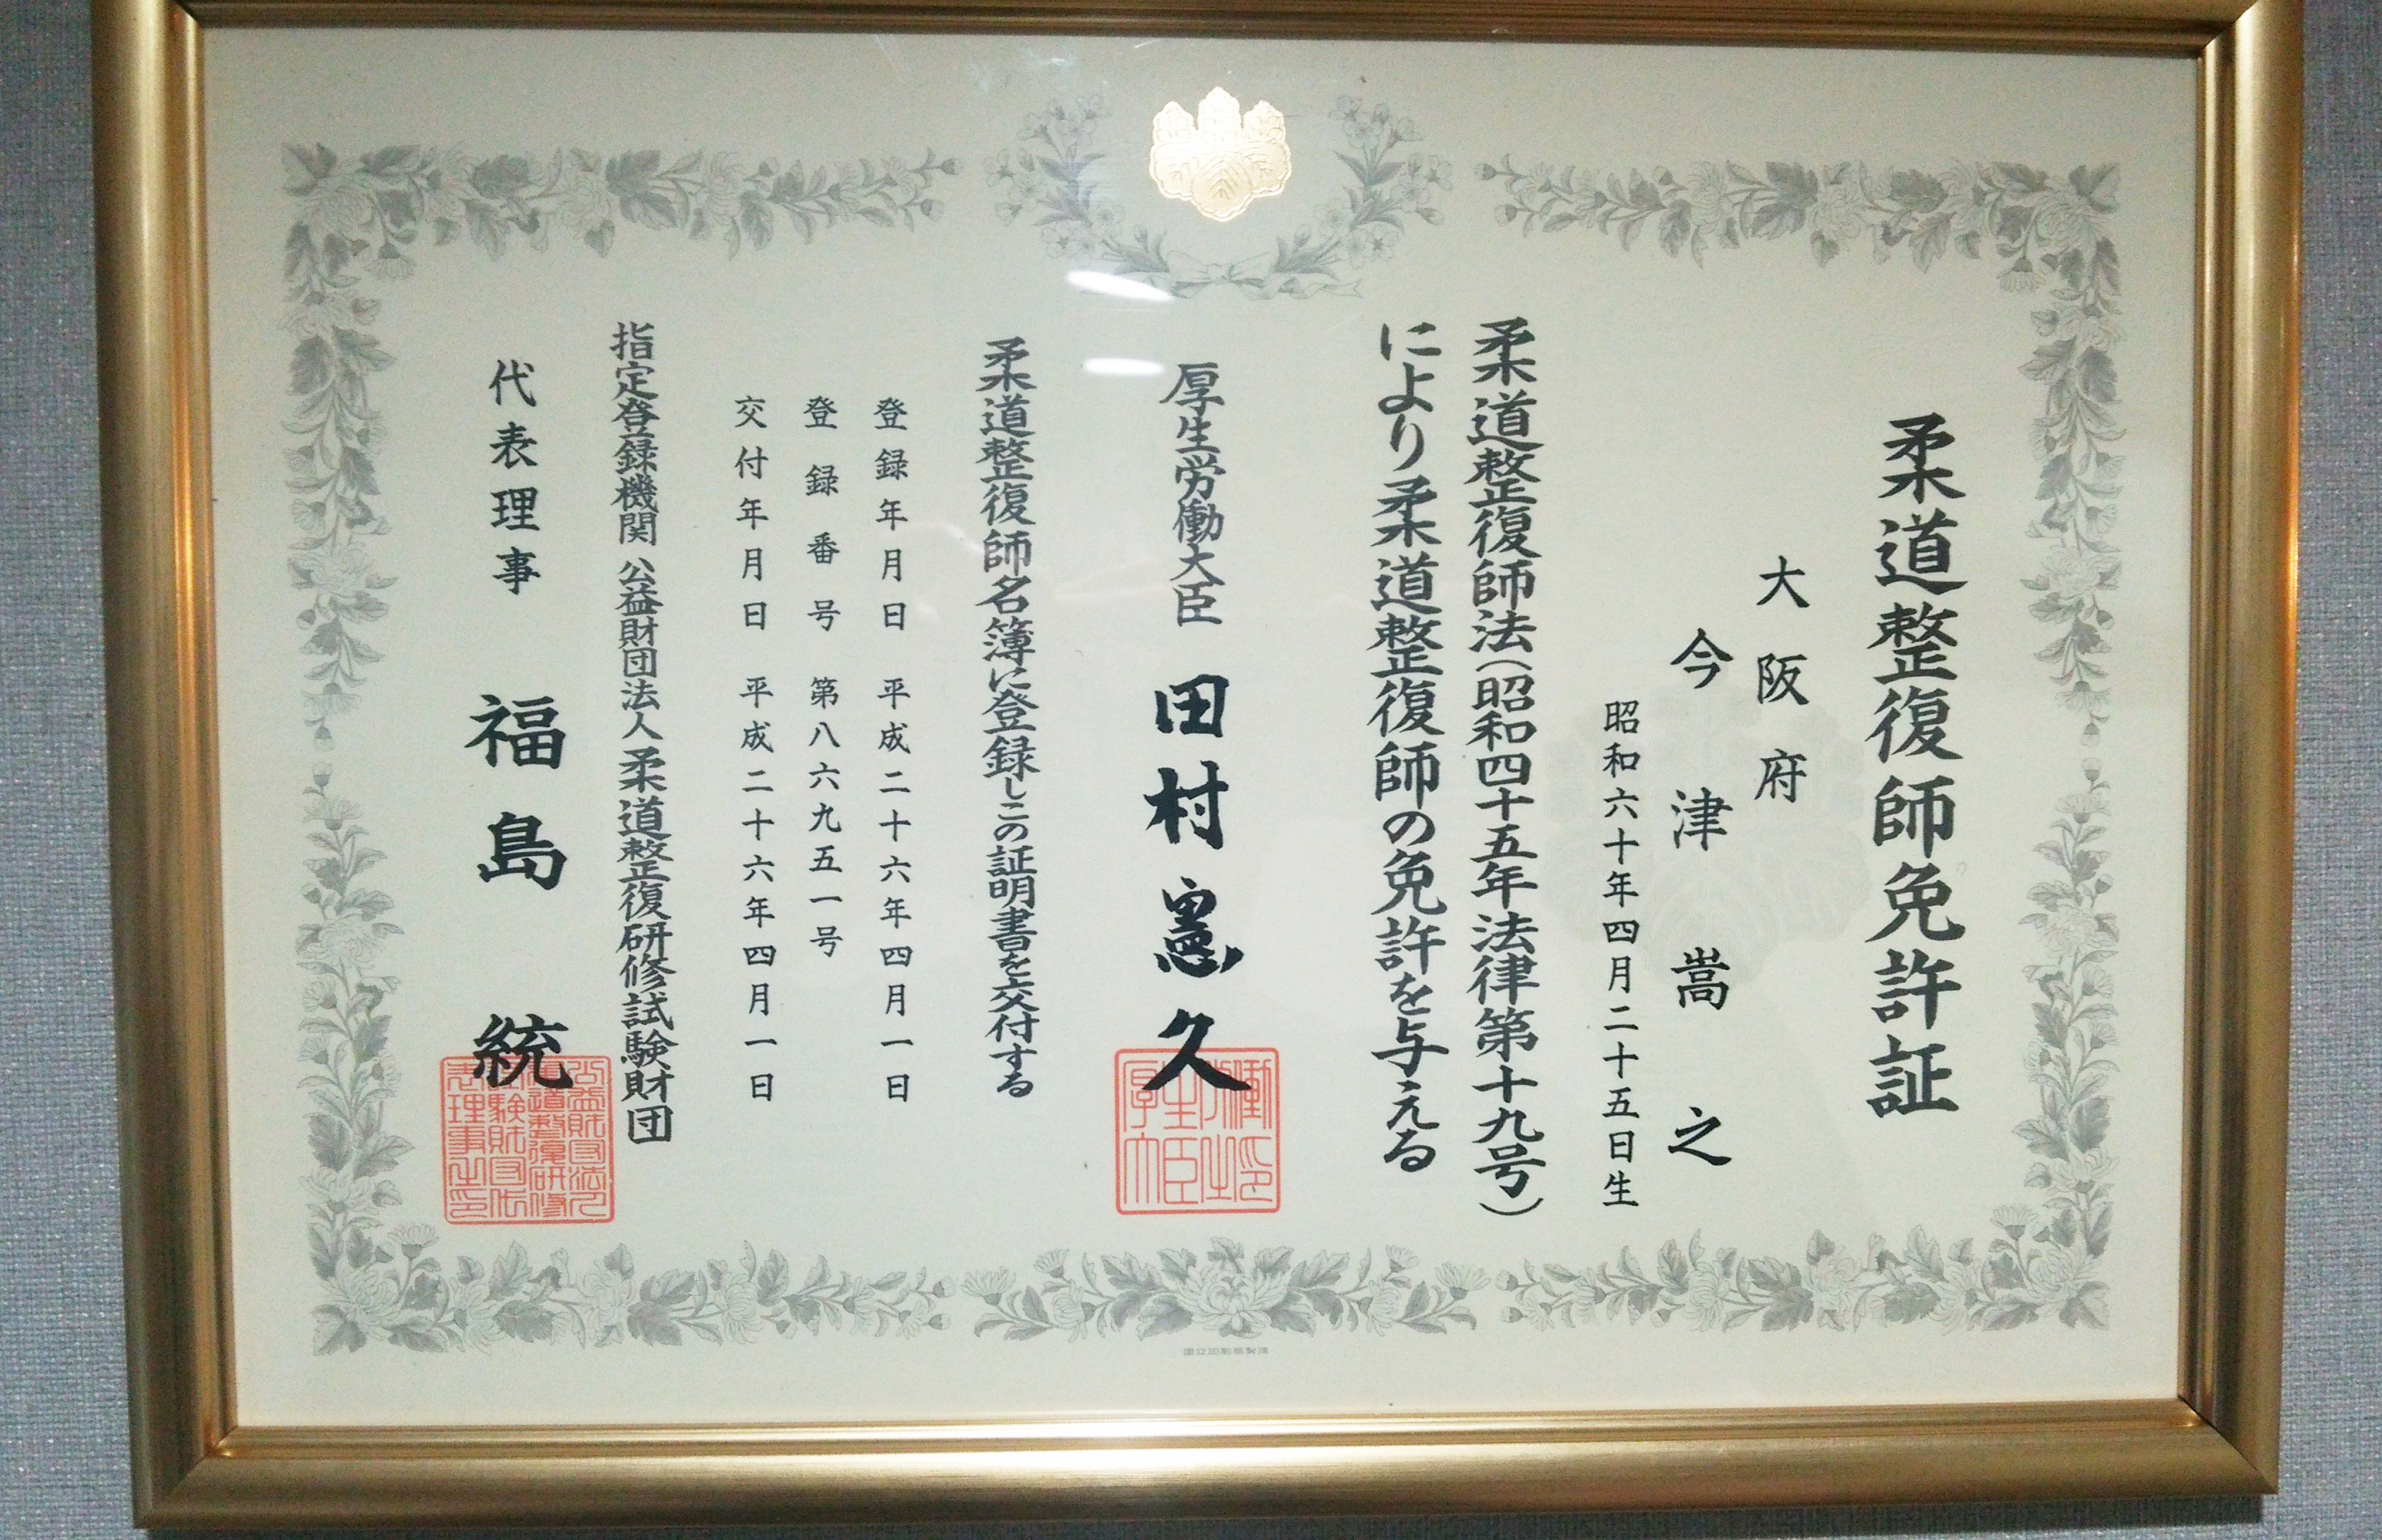 柔道整復師免許証
大阪府
今津嵩之
昭和六十年四月二十五日生
柔道整復師法（昭和四十五年法律第十九号）
により柔道整復師の免許を与える
厚生労働大臣 田村憲久
柔道整復師名簿に登録しこの証明書を交付する
登録年月日 平成二十六年四月一日
登録番号 第八六九五一号
交付年月日 平成二十六年四月一日
指定登録機関 公益財団法人 柔道整復研修試験財団
代表理事 福島統